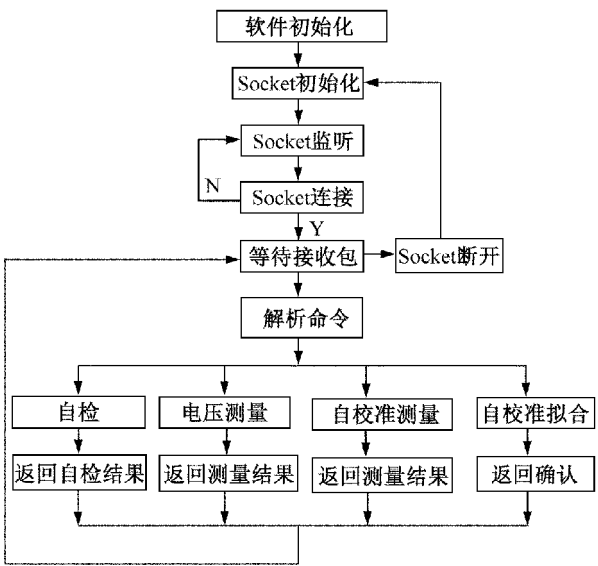 软件初始化
Socket初始化
Socket监听
N
Socket连接
Y
等待接收包
Socket断开
解析命令
自检
电压测量
自校准测量
自校准拟合
返回自检结果
返回测量结果
返回测量结果
返回确认